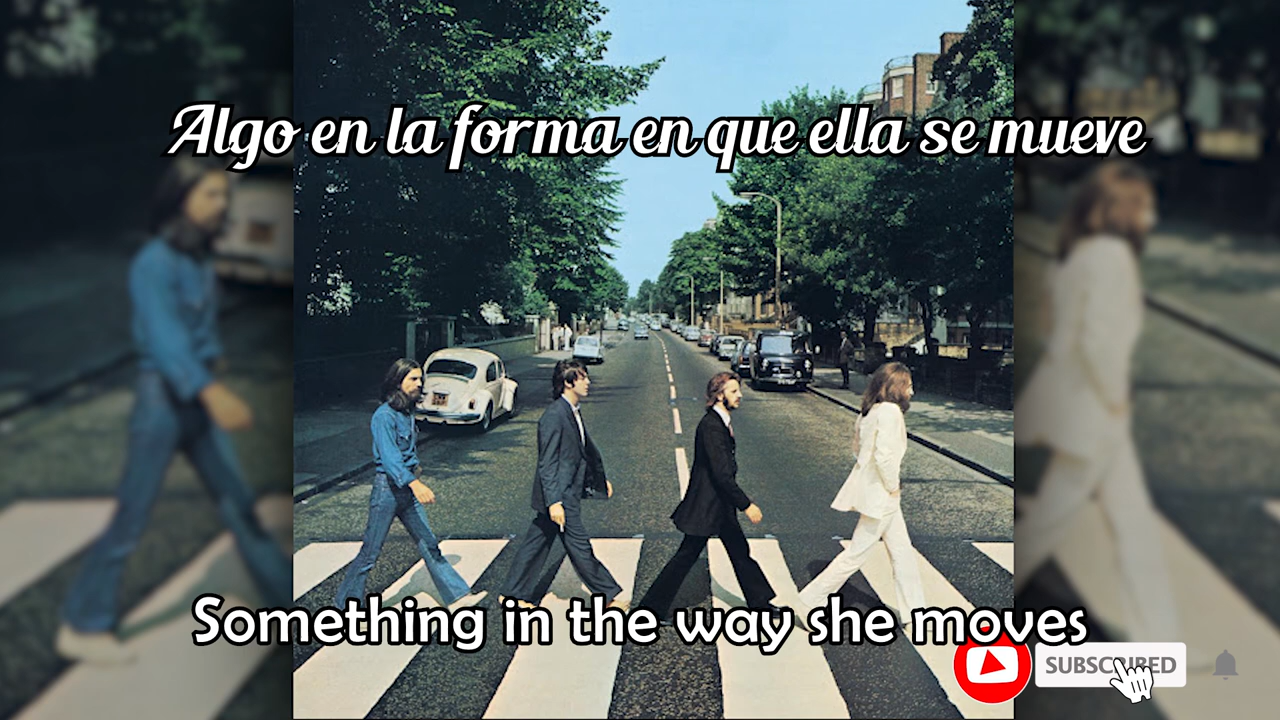 Algo en la forma en que ella se mueve
Something in the way she moves
SUBSCRIBED